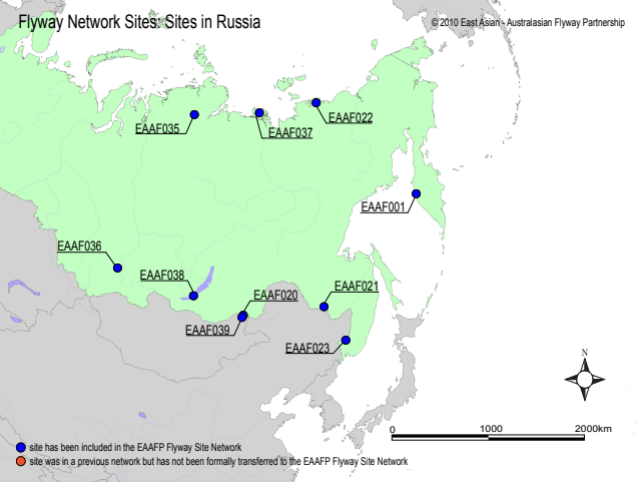 Flyway Network Sites: Sites in Russia
© 2010 East Asian - Australasian Flyway Partnership
EAAF035
EAAF037
EAAF022
EAAF001
EAAF036
EAAF038
EAAF020
EAAF021
EAAF039
EAAF023
N
0 1000 2000km
site has been included in the EAAFP Flyway Site Network
site was in a previous network but has not been formally transferred to the EAAFP Flyway Site Network